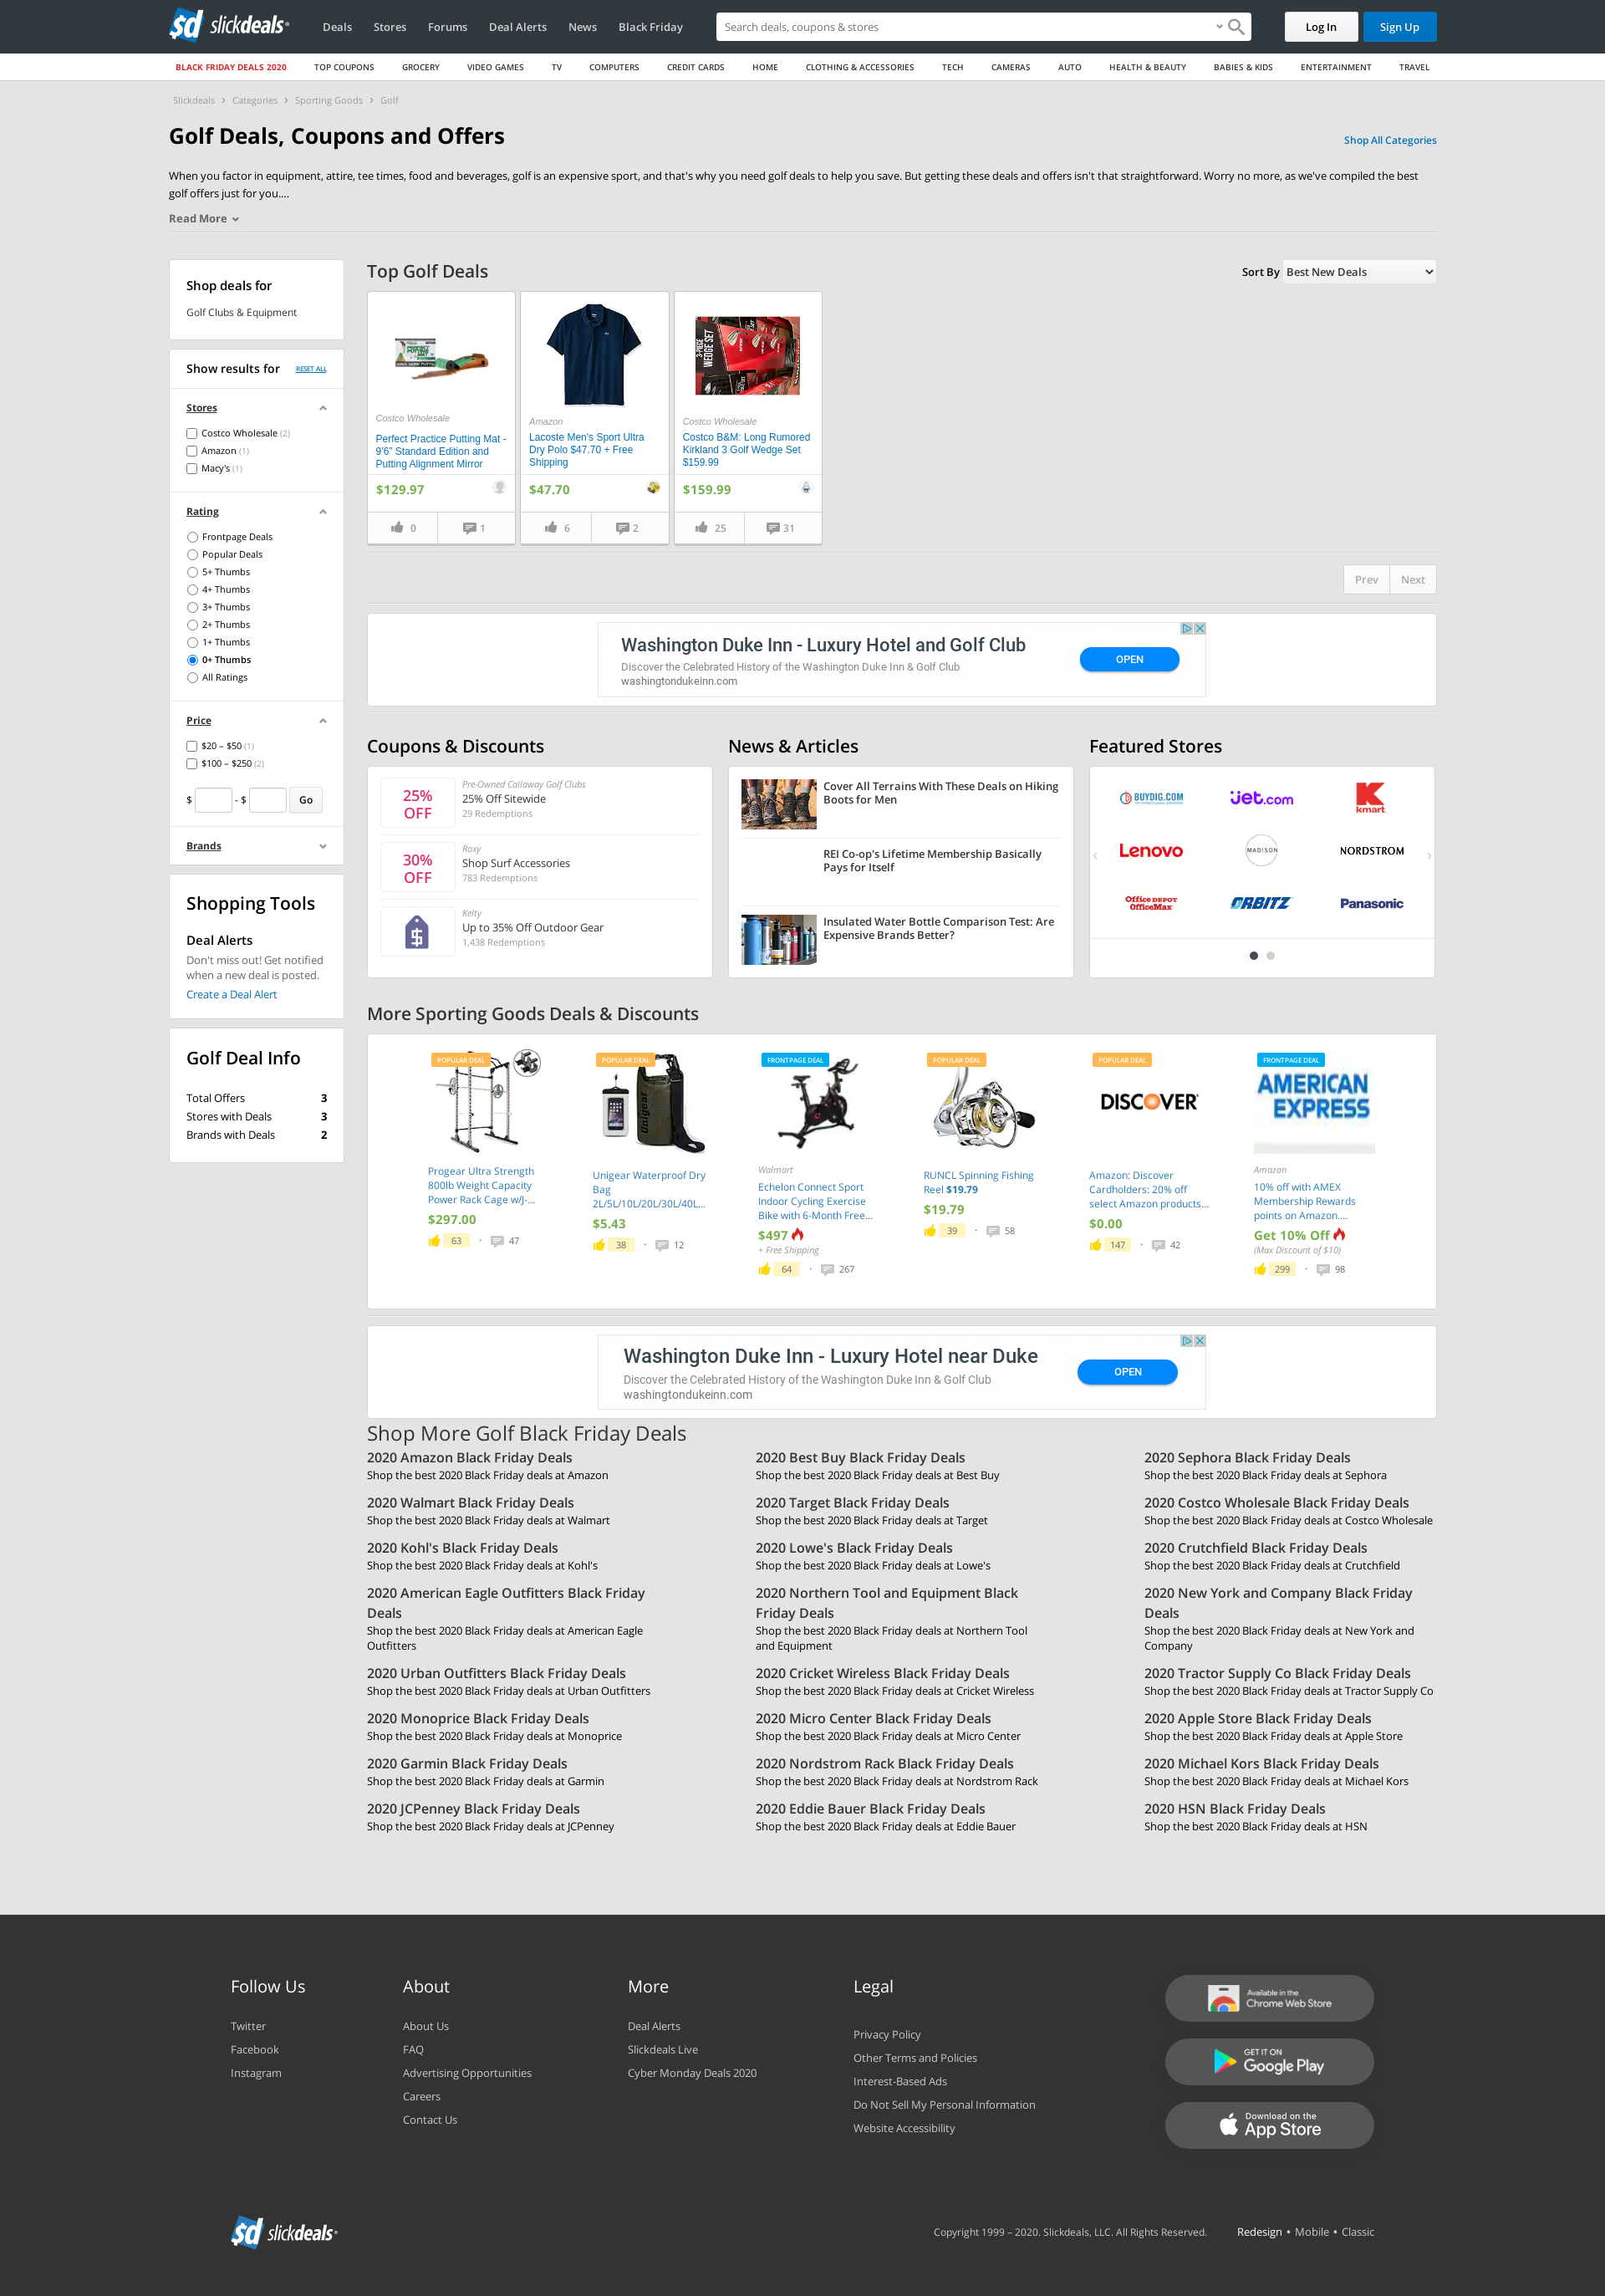 sd slickdeals
Deals Stores Forums Deal Alerts News Black Friday
Search deals, coupons & stores
Log In Sign Up
BLACK FRIDAY DEALS 2020 TOP COUPONS GROCERY VIDEO GAMES TV COMPUTERS CREDIT CARDS HOME CLOTHING & ACCESSORIES TECH CAMERAS AUTO HEALTH & BEAUTY BABIES & KIDS ENTERTAINMENT TRAVEL
Slickdeals › Categories › Sporting Goods › Golf
Golf Deals, Coupons and Offers
Shop All Categories
When you factor in equipment, attire, tee times, food and beverages, golf is an expensive sport, and that's why you need golf deals to help you save. But getting these deals and offers isn't that straightforward. Worry no more, as we've compiled the best
golf offers just for you....
Read More
Shop deals for
Golf Clubs & Equipment
Show results for RESET ALL
Stores
Costco Wholesale (2)
Amazon (1)
Macy's (1)
Rating
Frontpage Deals
Popular Deals
5+ Thumbs
4+ Thumbs
3+ Thumbs
2+ Thumbs
1+ Thumbs
0+ Thumbs
All Ratings
Price
$20 – $50 (1)
$100 – $250 (2)
$ - $ Go
Brands
Shopping Tools
Deal Alerts
Don't miss out! Get notified
when a new deal is posted.
Create a Deal Alert
Golf Deal Info
Total Offers 3
Stores with Deals 3
Brands with Deals 2
Top Golf Deals
Sort By Best New Deals
Costco Wholesale
Perfect Practice Putting Mat -
9'6" Standard Edition and
Putting Alignment Mirror
$129.97
0 1
Amazon
Lacoste Men's Sport Ultra
Dry Polo $47.70 + Free
Shipping
$47.70
6 2
3-PIECE
WEDGE SET
Costco Wholesale
Costco B&M: Long Rumored
Kirkland 3 Golf Wedge Set
$159.99
$159.99
25 31
Prev Next
Washington Duke Inn - Luxury Hotel and Golf Club
Discover the Celebrated History of the Washington Duke Inn & Golf Club
washingtondukeinn.com
OPEN
Coupons & Discounts
25%
OFF
Pre-Owned Callaway Golf Clubs
25% Off Sitewide
29 Redemptions
30%
OFF
Roxy
Shop Surf Accessories
783 Redemptions
$
Kelty
Up to 35% Off Outdoor Gear
1,438 Redemptions
News & Articles
Cover All Terrains With These Deals on Hiking
Boots for Men
REI Co-op's Lifetime Membership Basically
Pays for Itself
Insulated Water Bottle Comparison Test: Are
Expensive Brands Better?
Featured Stores
BUYDIG.COM
jet.com
K
kmart
Lenovo
MADISON
NORDSTROM
Office DEPOT
OfficeMax
ORBITZ
Panasonic
More Sporting Goods Deals & Discounts
POPULAR DEAL
Progear Ultra Strength
800lb Weight Capacity
Power Rack Cage w/J-...
$297.00
63 · 47
POPULAR DEAL
Unigear
Unigear Waterproof Dry
Bag
2L/5L/10L/20L/30L/40L...
$5.43
38 · 12
FRONTPAGE DEAL
Walmart
Echelon Connect Sport
Indoor Cycling Exercise
Bike with 6-Month Free...
$497
+ Free Shipping
64 · 267
POPULAR DEAL
RUNCL Spinning Fishing
Reel $19.79
$19.79
39 · 58
POPULAR DEAL
DISCOVER
Amazon: Discover
Cardholders: 20% off
select Amazon products...
$0.00
147 · 42
FRONTPAGE DEAL
AMERICAN
EXPRESS
Amazon
10% off with AMEX
Membership Rewards
points on Amazon....
Get 10% Off
(Max Discount of $10)
299 · 98
Washington Duke Inn - Luxury Hotel near Duke
Discover the Celebrated History of the Washington Duke Inn & Golf Club
washingtondukeinn.com
OPEN
Shop More Golf Black Friday Deals
2020 Amazon Black Friday Deals
Shop the best 2020 Black Friday deals at Amazon
2020 Best Buy Black Friday Deals
Shop the best 2020 Black Friday deals at Best Buy
2020 Sephora Black Friday Deals
Shop the best 2020 Black Friday deals at Sephora
2020 Walmart Black Friday Deals
Shop the best 2020 Black Friday deals at Walmart
2020 Target Black Friday Deals
Shop the best 2020 Black Friday deals at Target
2020 Costco Wholesale Black Friday Deals
Shop the best 2020 Black Friday deals at Costco Wholesale
2020 Kohl's Black Friday Deals
Shop the best 2020 Black Friday deals at Kohl's
2020 Lowe's Black Friday Deals
Shop the best 2020 Black Friday deals at Lowe's
2020 Crutchfield Black Friday Deals
Shop the best 2020 Black Friday deals at Crutchfield
2020 American Eagle Outfitters Black Friday
Deals
Shop the best 2020 Black Friday deals at American Eagle
Outfitters
2020 Northern Tool and Equipment Black
Friday Deals
Shop the best 2020 Black Friday deals at Northern Tool
and Equipment
2020 New York and Company Black Friday
Deals
Shop the best 2020 Black Friday deals at New York and
Company
2020 Urban Outfitters Black Friday Deals
Shop the best 2020 Black Friday deals at Urban Outfitters
2020 Cricket Wireless Black Friday Deals
Shop the best 2020 Black Friday deals at Cricket Wireless
2020 Tractor Supply Co Black Friday Deals
Shop the best 2020 Black Friday deals at Tractor Supply Co
2020 Monoprice Black Friday Deals
Shop the best 2020 Black Friday deals at Monoprice
2020 Micro Center Black Friday Deals
Shop the best 2020 Black Friday deals at Micro Center
2020 Apple Store Black Friday Deals
Shop the best 2020 Black Friday deals at Apple Store
2020 Garmin Black Friday Deals
Shop the best 2020 Black Friday deals at Garmin
2020 Nordstrom Rack Black Friday Deals
Shop the best 2020 Black Friday deals at Nordstrom Rack
2020 Michael Kors Black Friday Deals
Shop the best 2020 Black Friday deals at Michael Kors
2020 JCPenney Black Friday Deals
Shop the best 2020 Black Friday deals at JCPenney
2020 Eddie Bauer Black Friday Deals
Shop the best 2020 Black Friday deals at Eddie Bauer
2020 HSN Black Friday Deals
Shop the best 2020 Black Friday deals at HSN
Follow Us
Twitter
Facebook
Instagram
About
About Us
FAQ
Advertising Opportunities
Careers
Contact Us
More
Deal Alerts
Slickdeals Live
Cyber Monday Deals 2020
Legal
Privacy Policy
Other Terms and Policies
Interest-Based Ads
Do Not Sell My Personal Information
Website Accessibility
Available in the
Chrome Web Store
GET IT ON
Google Play
Download on the
App Store
sd slickdeals
Copyright 1999 – 2020. Slickdeals, LLC. All Rights Reserved.
Redesign • Mobile • Classic